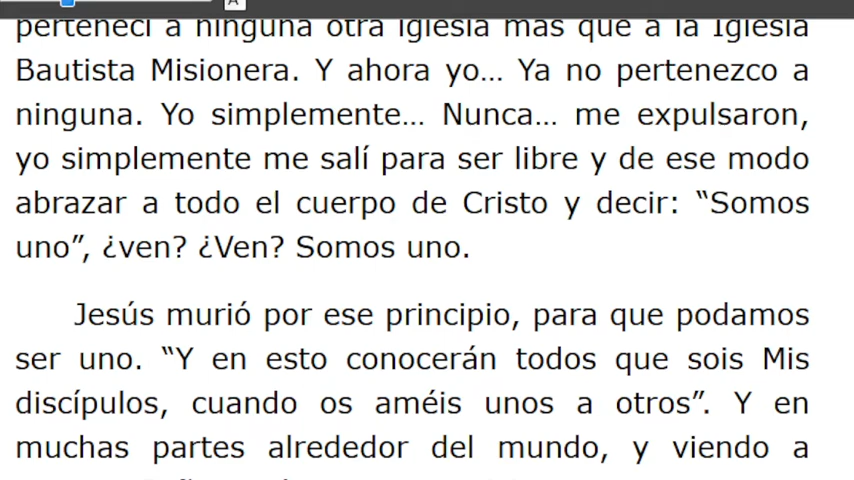 pertenecí a ninguna otra iglesia más que a la Iglesia
Bautista Misionera. Y ahora yo… Ya no pertenezco a
ninguna. Yo simplemente… Nunca… me expulsaron,
yo simplemente me salí para ser libre y de ese modo
abrazar a todo el cuerpo de Cristo y decir: “Somos
uno”, ¿ven? ¿Ven? Somos uno.
Jesús murió por ese principio, para que podamos
ser uno. “Y en esto conocerán todos que sois Mis
discípulos, cuando os améis unos a otros”. Y en
muchas partes alrededor del mundo, y viendo a